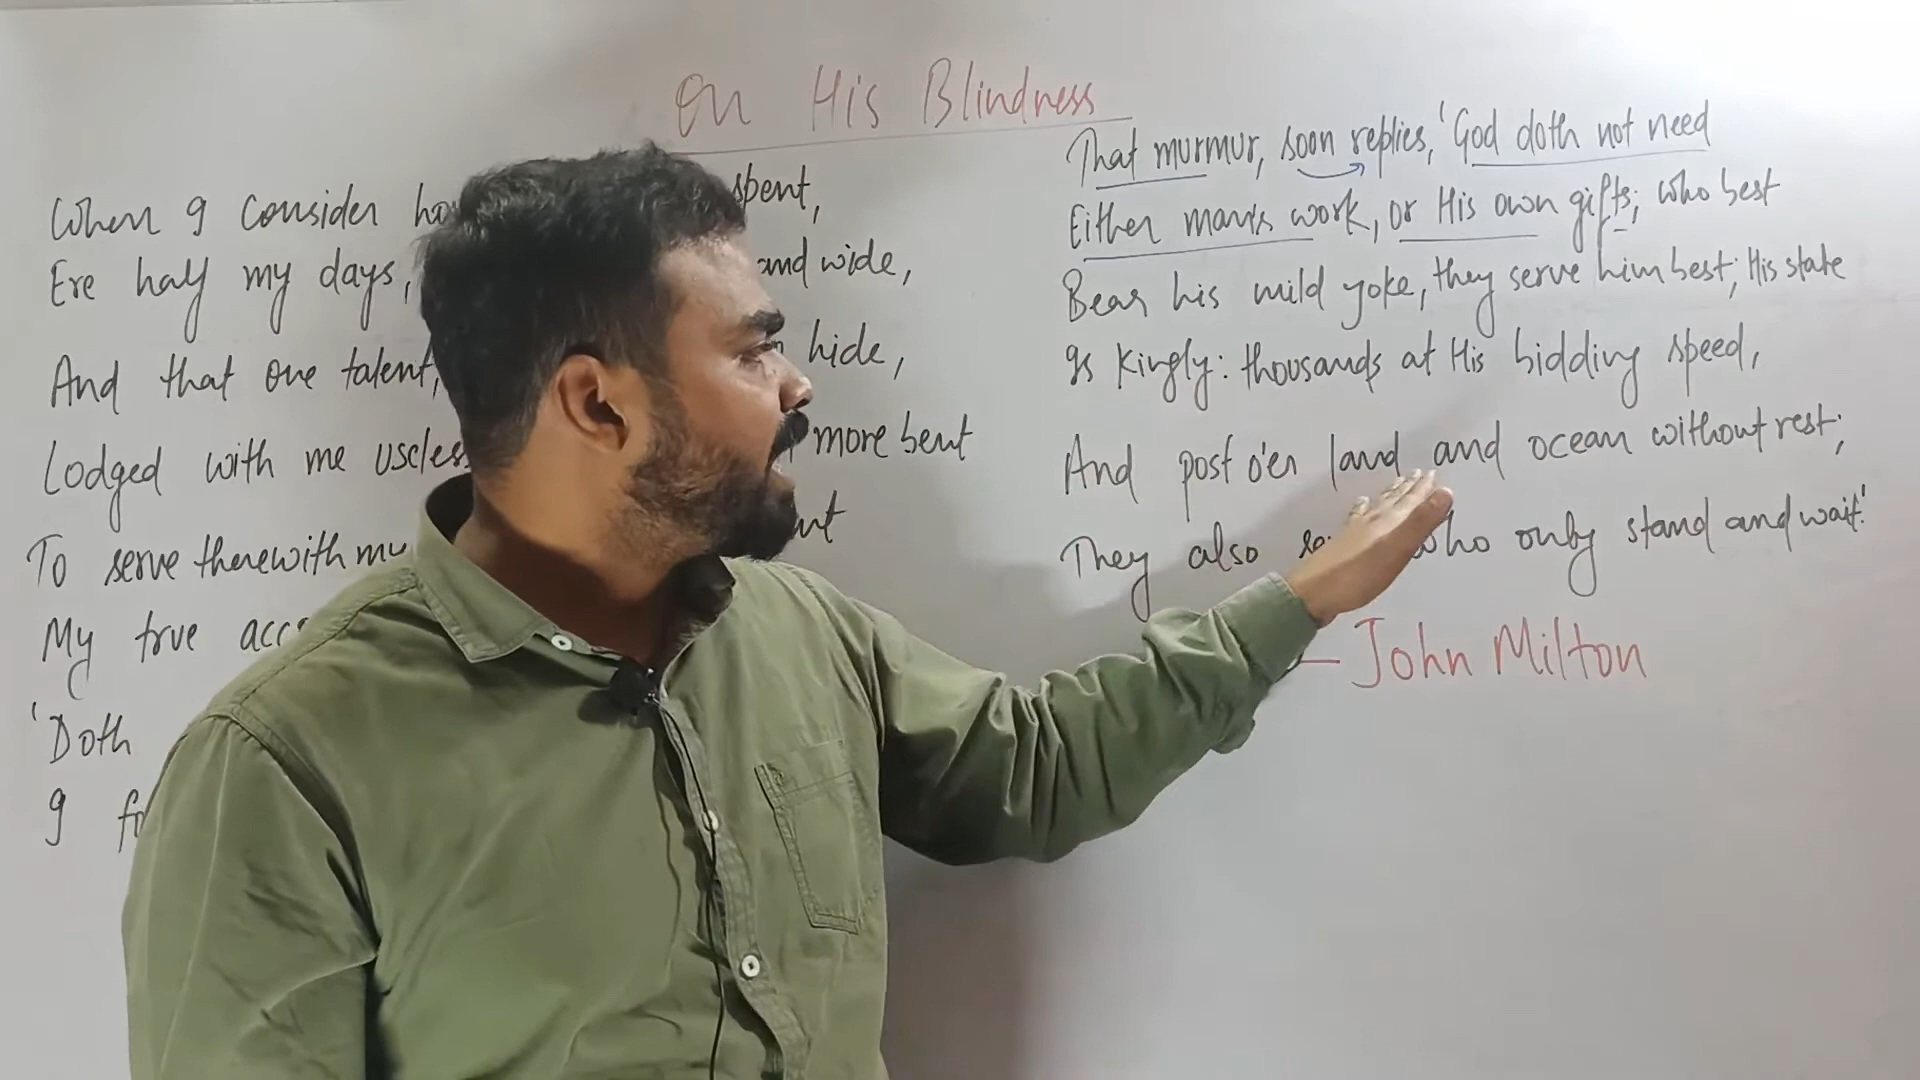 On His Blindness
When I consider spent,
Ere half my days, and wide,
And that one talent, hide,
Lodged with me useless more bent
To serve therewith my
My true
'Doth
I
That murmur, soon replies, 'God doth not need
Either man's work, or His own gifts; who best
Bear his mild yoke, they serve him best; His state
Is Kingly: thousands at His bidding speed,
And post o'er land and ocean without rest;
They also who only stand and wait.'
- John Milton